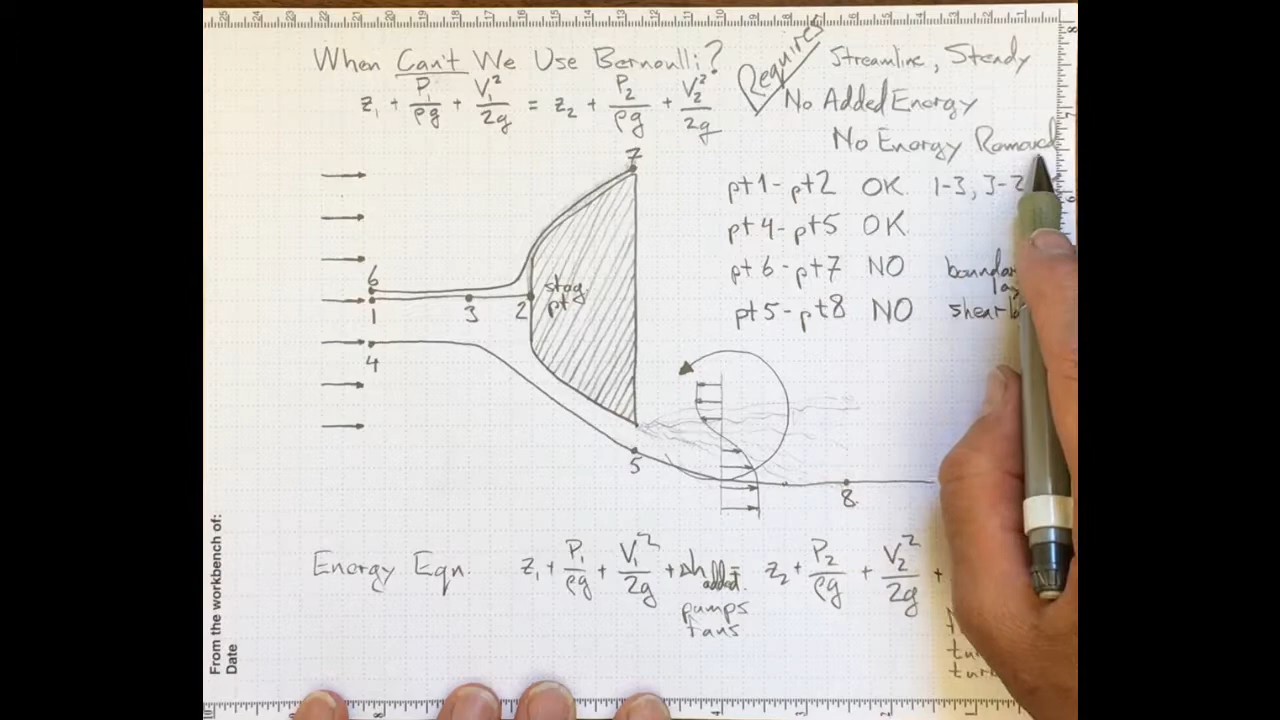 When Can't We Use Bernoulli?
z₁ + P₁/ρg + V₁²/2g = z₂ + P₂/ρg + V₂²/2g
Requires
Streamline, Steady
No Added Energy
No Energy Removed
pt 1 - pt 2 OK 1-3, 3-2
pt 4 - pt 5 OK
pt 6 - pt 7 NO
pt 5 - pt 8 NO
7
6
1
3
2
stag.
pt
4
5
8
Energy Eqn. z₁ + P₁/ρg + V₁²/2g + Δh added = z₂ + P₂/ρg + V₂²/2g +
pumps
fans
From the workbench of:
Date